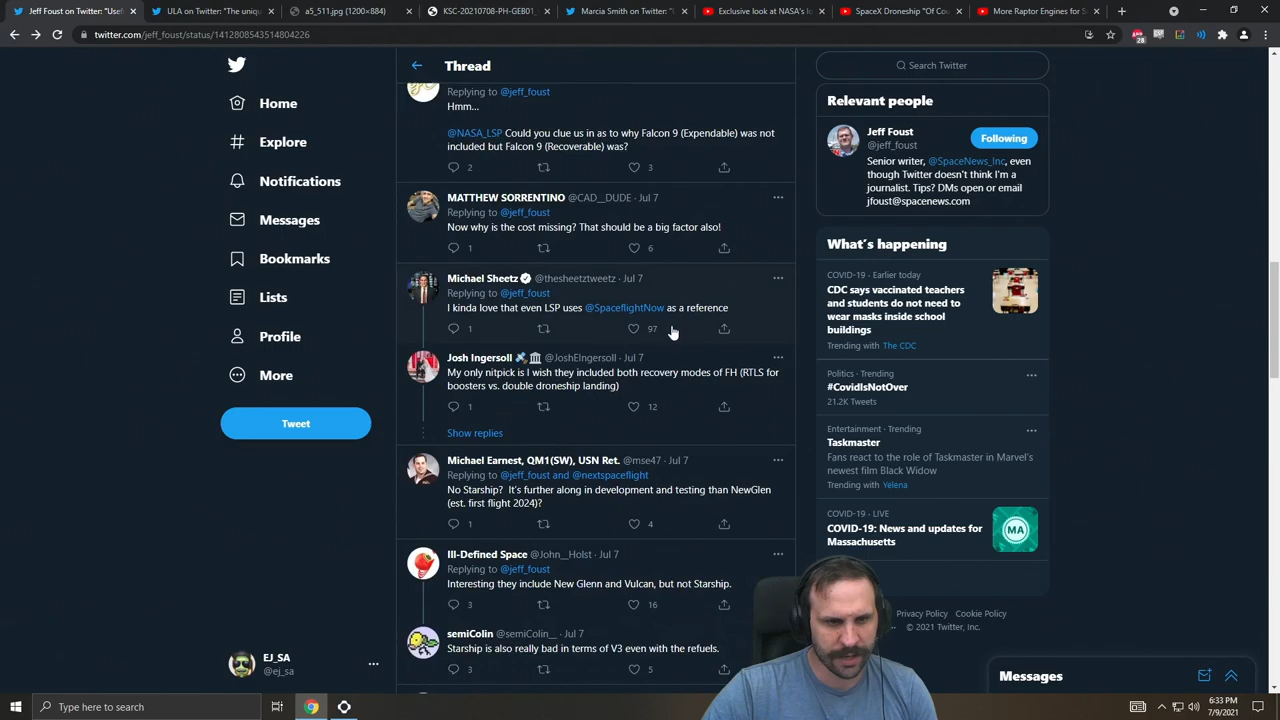 Jeff Foust on Twitter: "Usef
ULA on Twitter: "The uniqu
a5_511.jpg (1200×884)
KSC-20210708-PH-GEB01_
Marcia Smith on Twitter: "I
Exclusive look at NASA's lo
SpaceX Droneship "Of Cou
More Raptor Engines for S
twitter.com/jeff_foust/status/1412808543514804226
28
Home
Explore
Notifications
Messages
Bookmarks
Lists
Profile
More
Tweet
EJ_SA
@ej_sa
Thread
Replying to @jeff_foust
Hmm...
@NASA_LSP Could you clue us in as to why Falcon 9 (Expendable) was not
included but Falcon 9 (Recoverable) was?
2 3
MATTHEW SORRENTINO @CAD__DUDE · Jul 7
Replying to @jeff_foust
Now why is the cost missing? That should be a big factor also!
1 6
Michael Sheetz @thesheetztweetz · Jul 7
Replying to @jeff_foust
I kinda love that even LSP uses @SpaceflightNow as a reference
1 97
Josh Ingersoll @JoshEIngersoll · Jul 7
My only nitpick is I wish they included both recovery modes of FH (RTLS for
boosters vs. double droneship landing)
1 12
Show replies
Michael Earnest, QM1(SW), USN Ret. @mse47 · Jul 7
Replying to @jeff_foust and @nextspaceflight
No Starship? It's further along in development and testing than NewGlen
(est. first flight 2024)?
1 4
Ill-Defined Space @John__Holst · Jul 7
Replying to @jeff_foust
Interesting they include New Glenn and Vulcan, but not Starship.
3 16
semiColin @semiColin__ · Jul 7
Starship is also really bad in terms of V3 even with the refuels.
3 5
Search Twitter
Relevant people
Jeff Foust
@jeff_foust
Following
Senior writer, @SpaceNews_Inc, even
though Twitter doesn't think I'm a
journalist. Tips? DMs open or email
jfoust@spacenews.com
What's happening
COVID-19 · Earlier today
CDC says vaccinated teachers
and students do not need to
wear masks inside school
buildings
Trending with The CDC
Politics · Trending
#CovidIsNotOver
21.2K Tweets
Entertainment · Trending
Taskmaster
Fans react to the role of Taskmaster in Marvel's
newest film Black Widow
Trending with Yelena
COVID-19 · LIVE
COVID-19: News and updates for
Massachusetts
MA
Privacy Policy Cookie Policy
© 2021 Twitter, Inc.
Messages
Type here to search
6:33 PM
7/9/2021